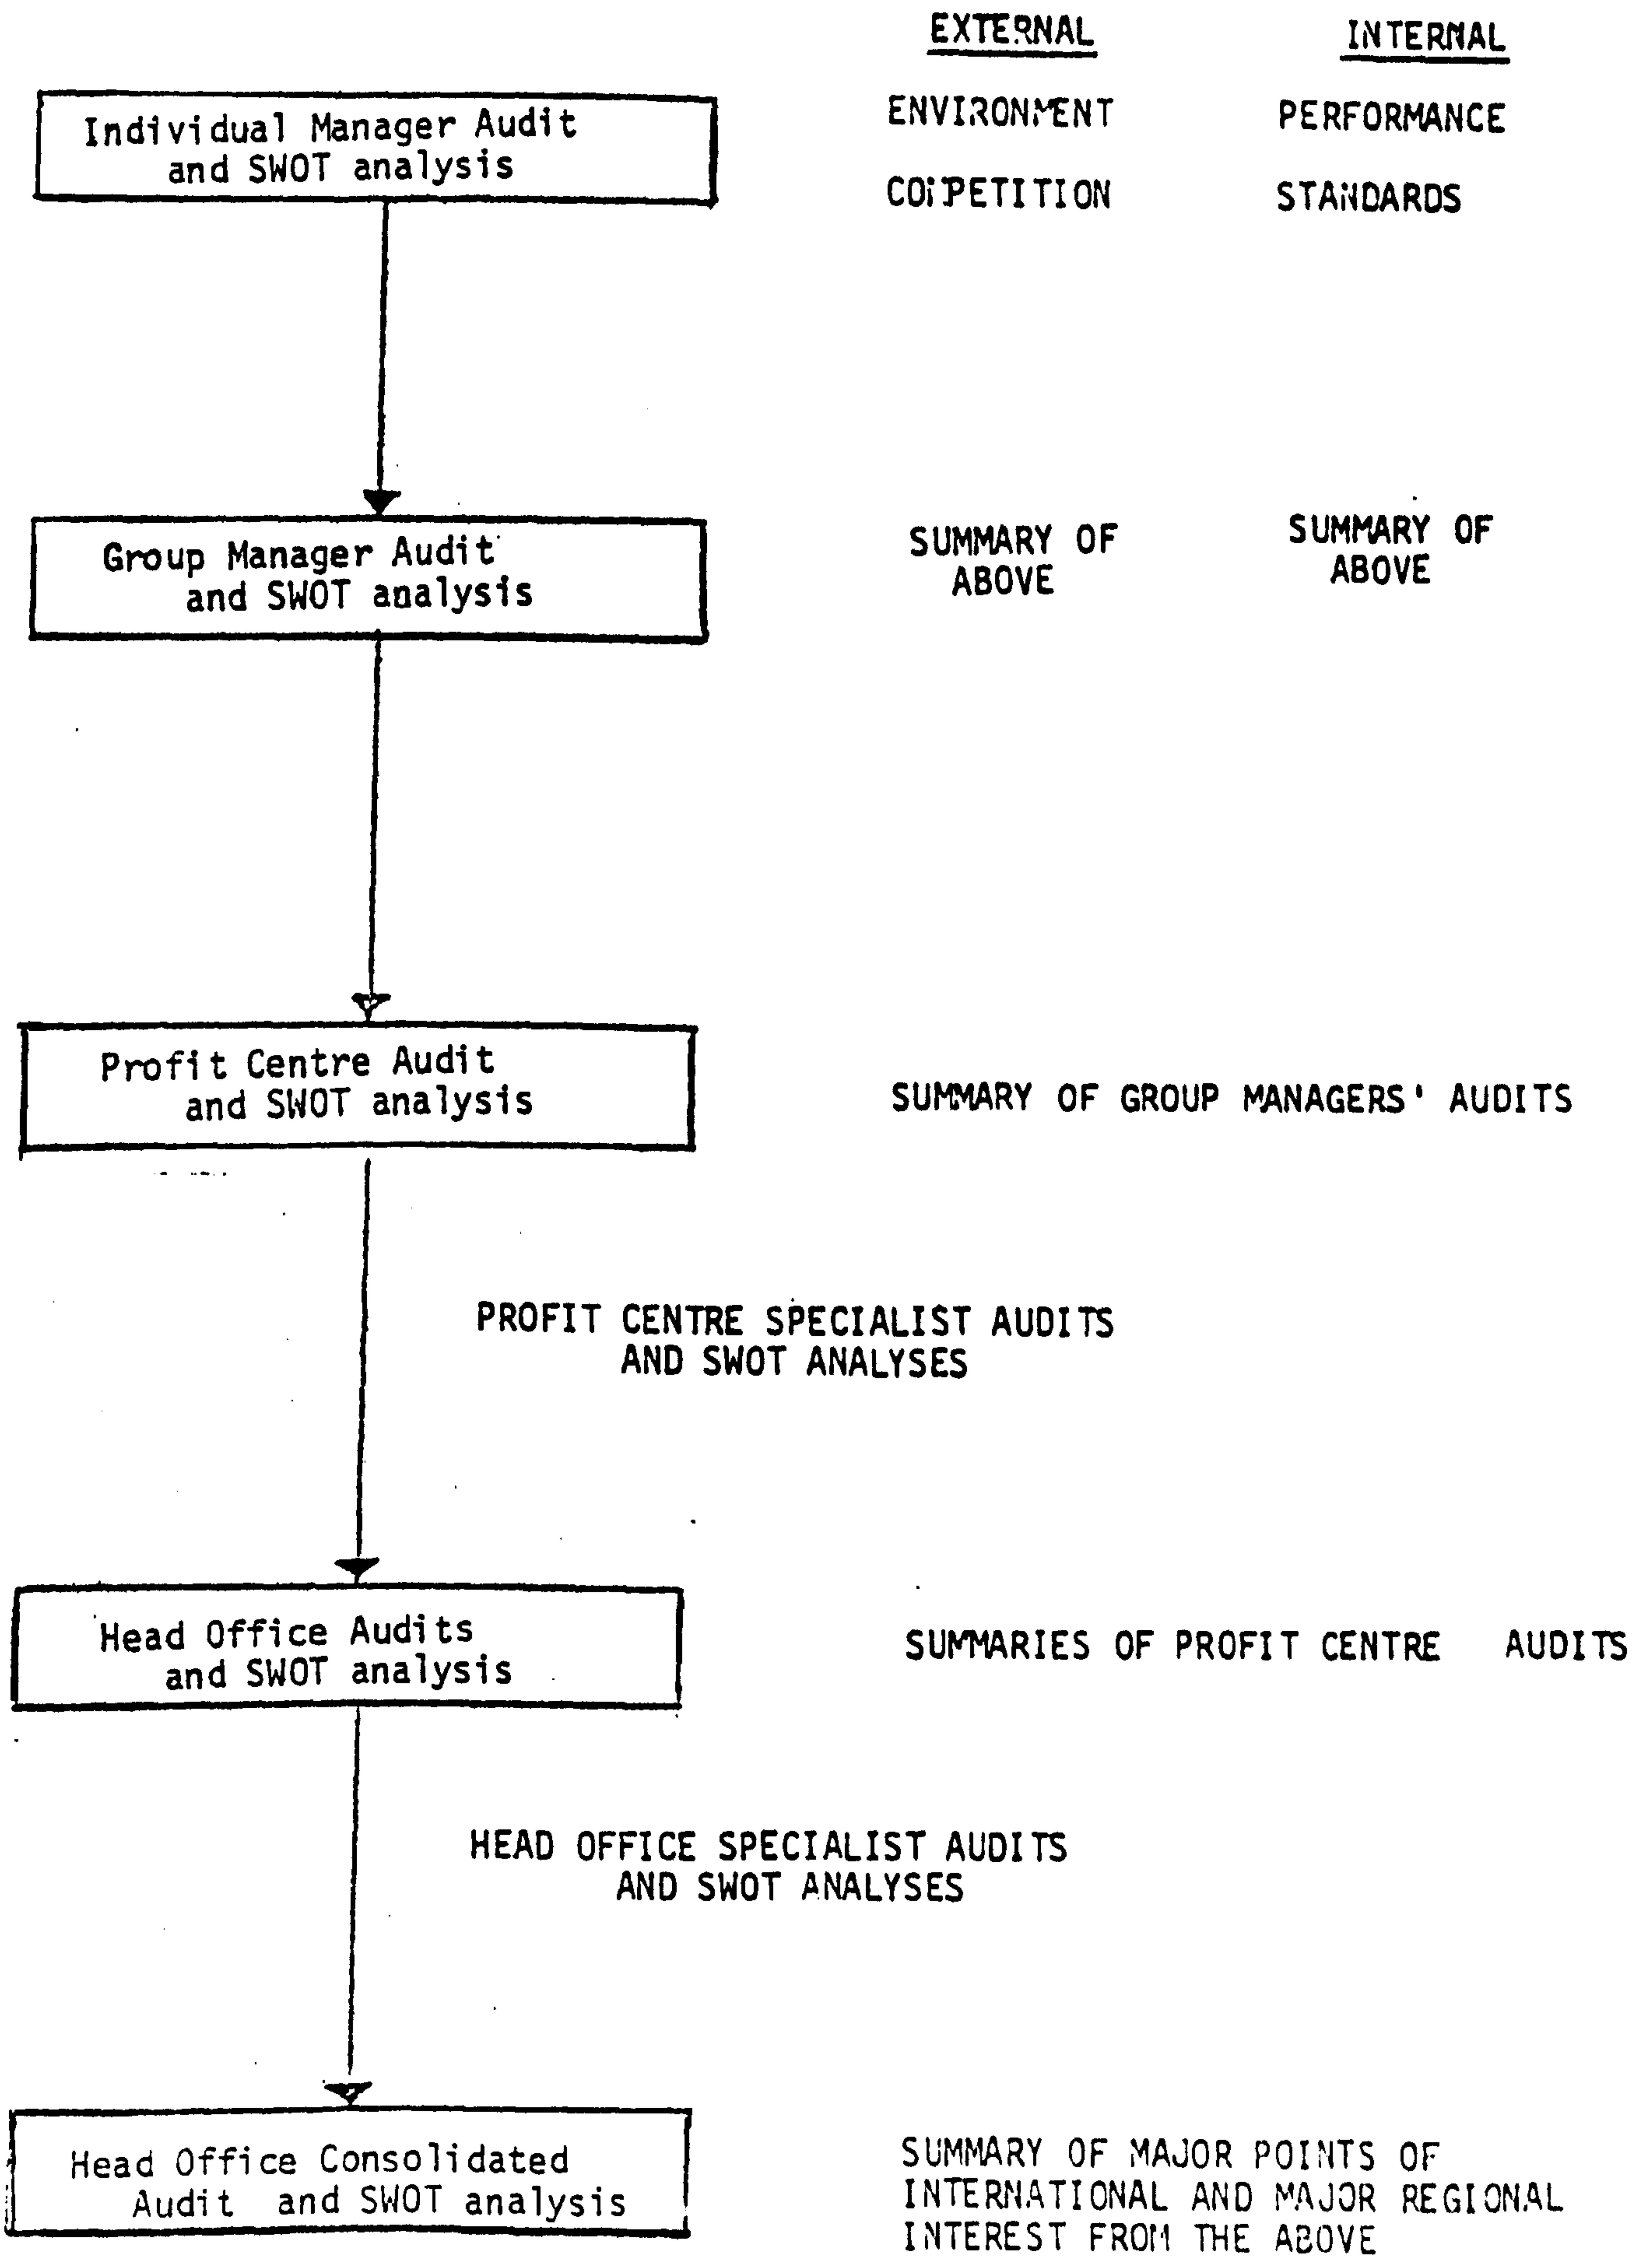 EXTERNAL INTERNAL
Individual Manager Audit
and SWOT analysis
ENVIRONMENT PERFORMANCE
COMPETITION STANDARDS
Group Manager Audit
and SWOT analysis
SUMMARY OF
ABOVE
SUMMARY OF
ABOVE
Profit Centre Audit
and SWOT analysis
SUMMARY OF GROUP MANAGERS' AUDITS
PROFIT CENTRE SPECIALIST AUDITS
AND SWOT ANALYSES
Head Office Audits
and SWOT analysis
SUMMARIES OF PROFIT CENTRE AUDITS
HEAD OFFICE SPECIALIST AUDITS
AND SWOT ANALYSES
Head Office Consolidated
Audit and SWOT analysis
SUMMARY OF MAJOR POINTS OF
INTERNATIONAL AND MAJOR REGIONAL
INTEREST FROM THE ABOVE